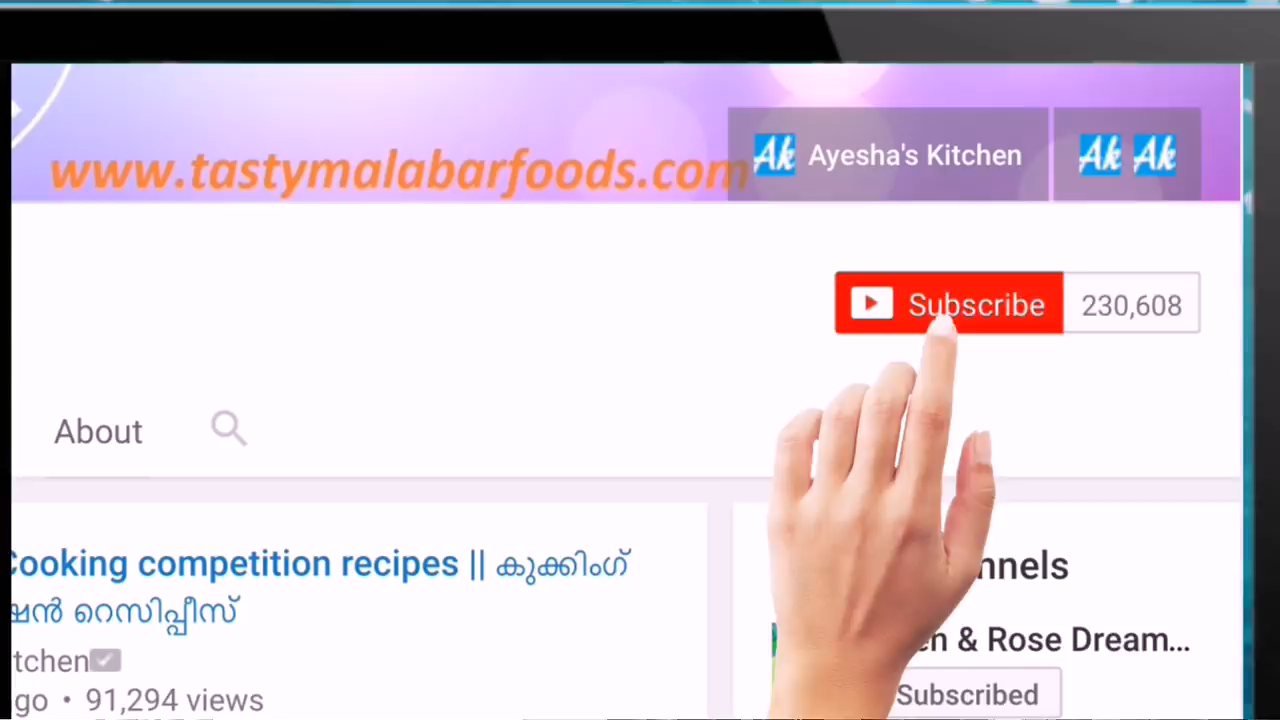 www.tastymalabarfoods.com
Ak Ayesha's Kitchen Ak Ak
Subscribe 230,608
About
Cooking competition recipes || കുക്കിംഗ്
ഷൻ റെസിപ്പീസ്
tchen
nnels
en & Rose Dream...
go • 91,294 views
Subscribed